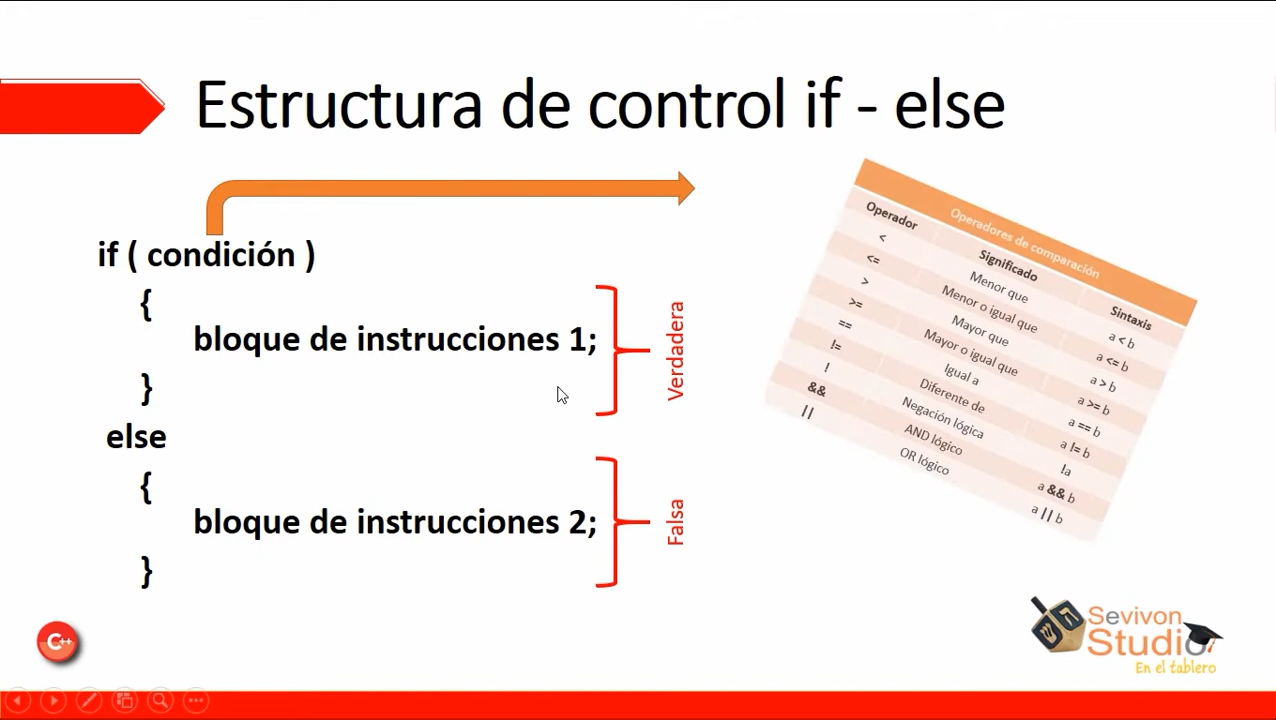 Estructura de control if - else
if ( condición )
{
bloque de instrucciones 1;
}
else
{
bloque de instrucciones 2;
}
Verdadera
Falsa
Operadores de comparación
Operador Significado Sintaxis
< Menor que a < b
<= Menor o igual que a <= b
> Mayor que a > b
>= Mayor o igual que a >= b
== Igual a a == b
!= Diferente de a != b
! Negación lógica !a
&& AND lógico a && b
|| OR lógico a || b
C++
Sevivon
Studio
En el tablero